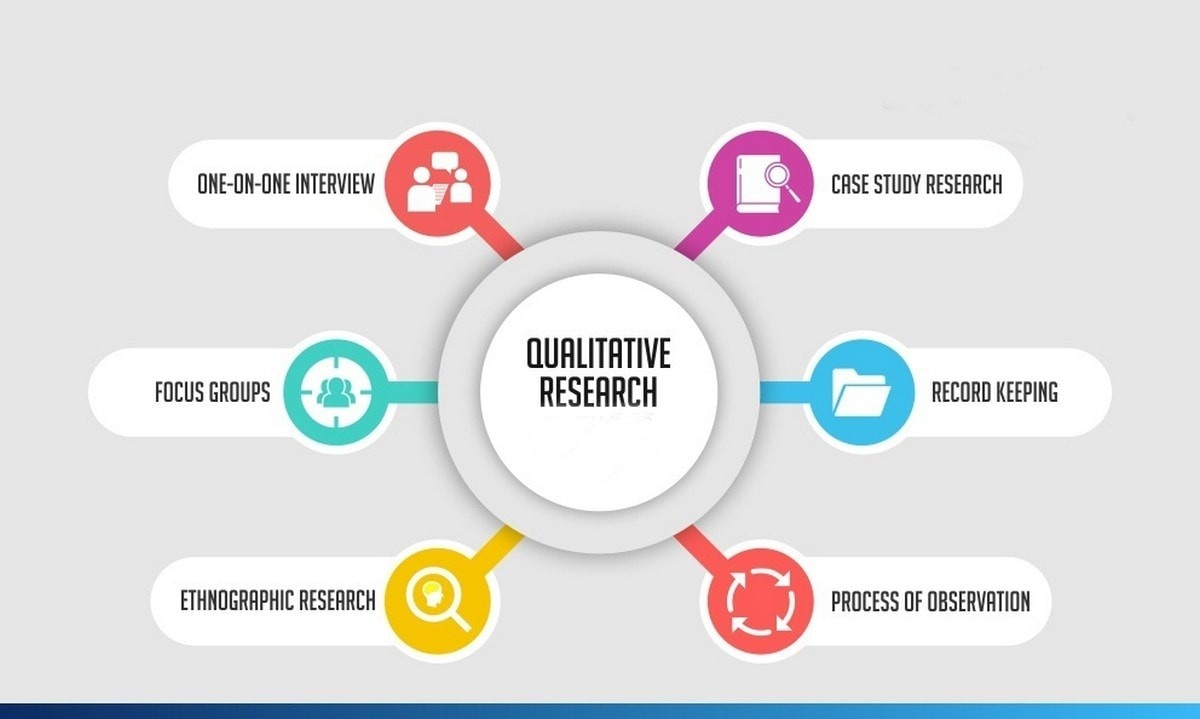 ONE-ON-ONE INTERVIEW
CASE STUDY RESEARCH
QUALITATIVE
RESEARCH
FOCUS GROUPS
RECORD KEEPING
ETHNOGRAPHIC RESEARCH
PROCESS OF OBSERVATION